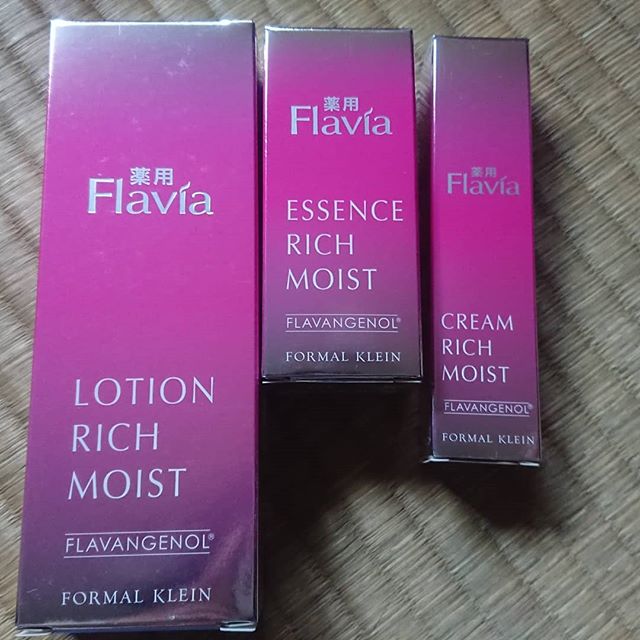 薬用
Flavia
LOTION
RICH
MOIST
FLAVANGENOL®
FORMAL KLEIN
薬用
Flavia
ESSENCE
RICH
MOIST
FLAVANGENOL®
FORMAL KLEIN
薬用
Flavia
CREAM
RICH
MOIST
FLAVANGENOL®
FORMAL KLEIN